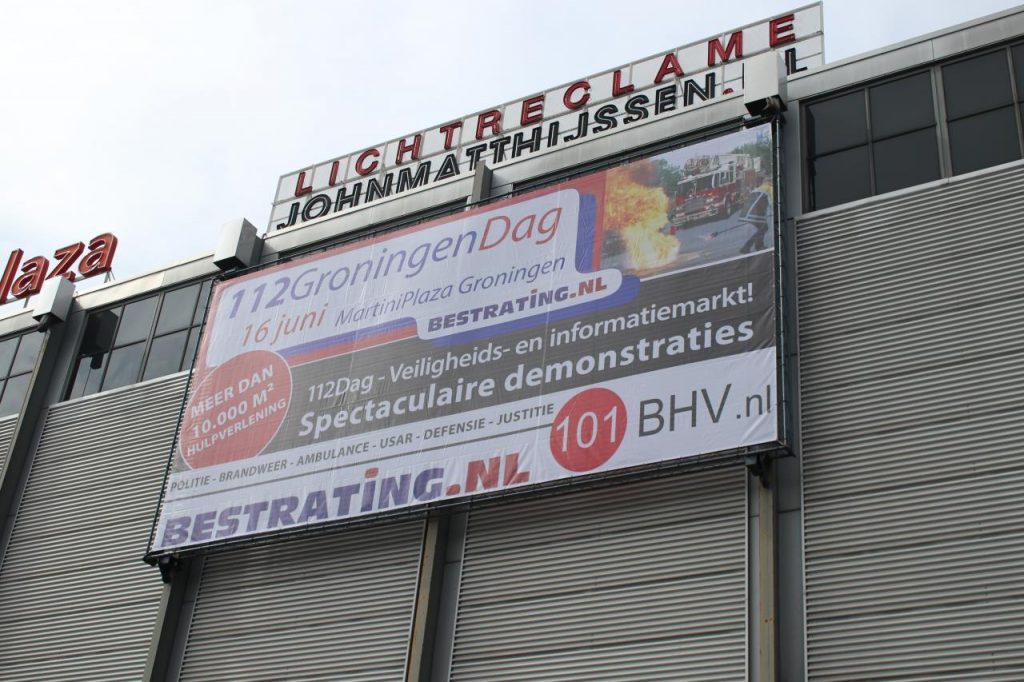 LICHTRECLAME
JOHNMATTHIJSSEN.
laza
112GroningenDag
16 juni MartiniPlaza Groningen
BESTRATING.NL
112Dag - Veiligheids- en informatiemarkt!
Spectaculaire demonstraties
MEER DAN
10.000 M²
HULPVERLENING
POLITIE - BRANDWEER - AMBULANCE - USAR - DEFENSIE - JUSTITIE
101 BHV.nl
BESTRATING.NL